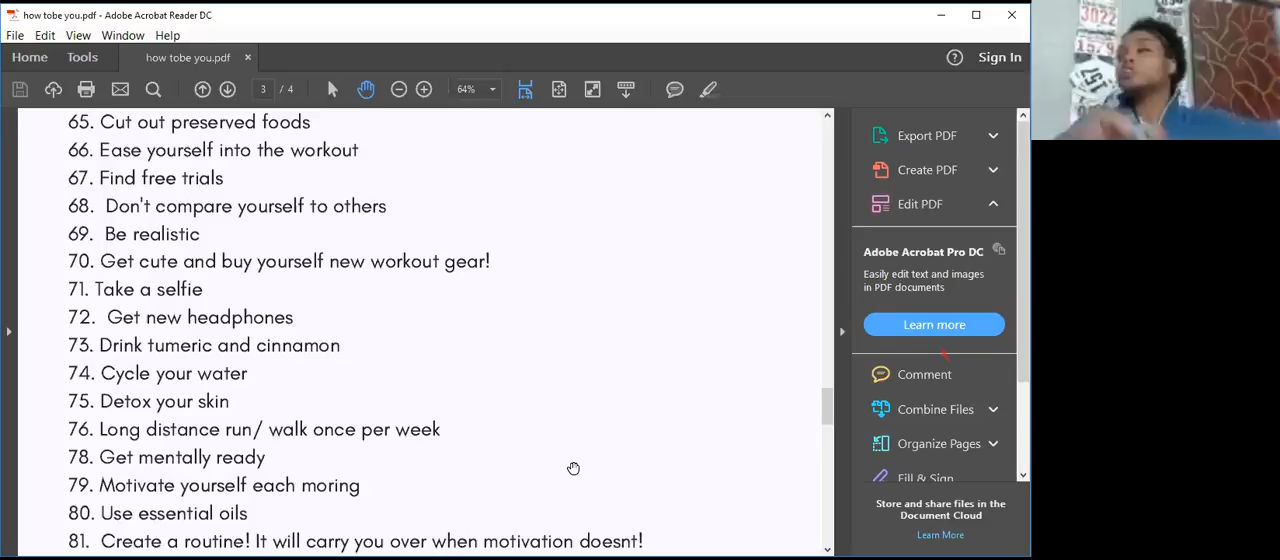 how tobe you.pdf - Adobe Acrobat Reader DC
File Edit View Window Help
Home Tools how tobe you.pdf × Sign In
3 / 4 64%
65. Cut out preserved foods
66. Ease yourself into the workout
67. Find free trials
68. Don't compare yourself to others
69. Be realistic
70. Get cute and buy yourself new workout gear!
71. Take a selfie
72. Get new headphones
73. Drink tumeric and cinnamon
74. Cycle your water
75. Detox your skin
76. Long distance run/ walk once per week
78. Get mentally ready
79. Motivate yourself each moring
80. Use essential oils
81. Create a routine! It will carry you over when motivation doesnt!
Export PDF
Create PDF
Edit PDF
Adobe Acrobat Pro DC
Easily edit text and images
in PDF documents
Learn more
Comment
Combine Files
Organize Pages
Fill & Sign
Store and share files in the
Document Cloud
Learn More
3022